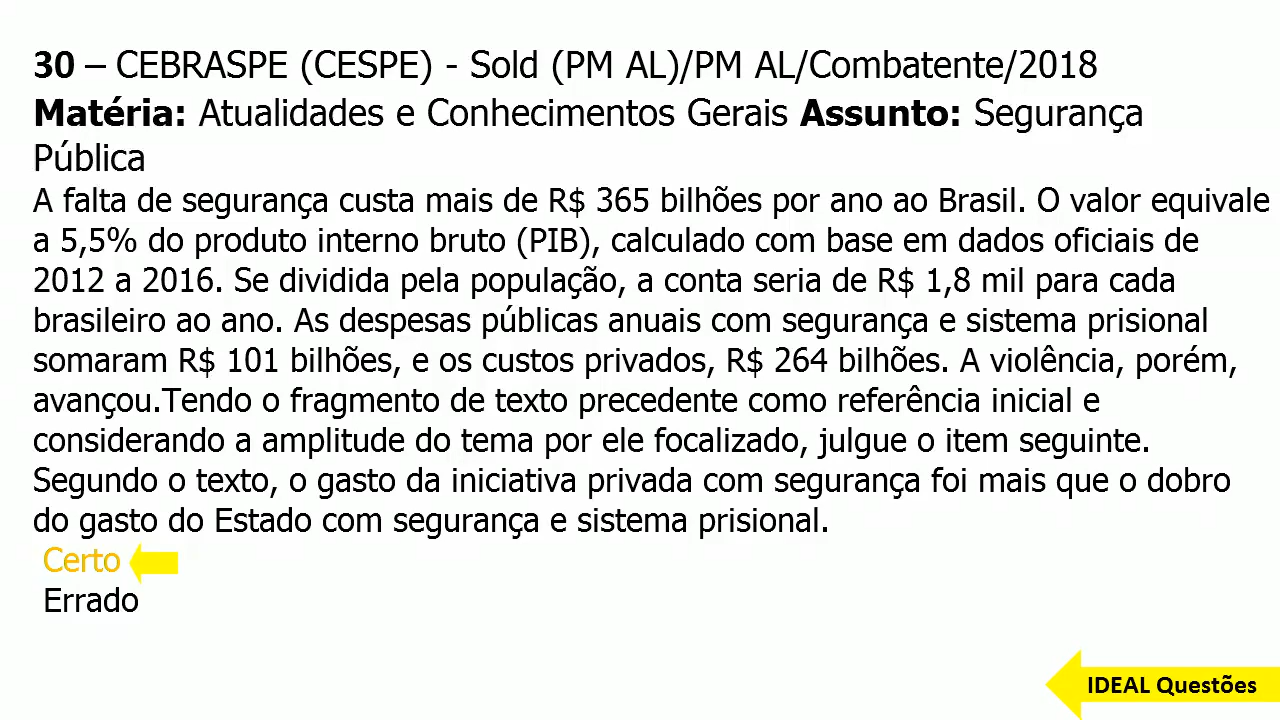 30 – CEBRASPE (CESPE) - Sold (PM AL)/PM AL/Combatente/2018
Matéria: Atualidades e Conhecimentos Gerais Assunto: Segurança
Pública
A falta de segurança custa mais de R$ 365 bilhões por ano ao Brasil. O valor equivale
a 5,5% do produto interno bruto (PIB), calculado com base em dados oficiais de
2012 a 2016. Se dividida pela população, a conta seria de R$ 1,8 mil para cada
brasileiro ao ano. As despesas públicas anuais com segurança e sistema prisional
somaram R$ 101 bilhões, e os custos privados, R$ 264 bilhões. A violência, porém,
avançou.Tendo o fragmento de texto precedente como referência inicial e
considerando a amplitude do tema por ele focalizado, julgue o item seguinte.
Segundo o texto, o gasto da iniciativa privada com segurança foi mais que o dobro
do gasto do Estado com segurança e sistema prisional.
Certo
Errado
IDEAL Questões